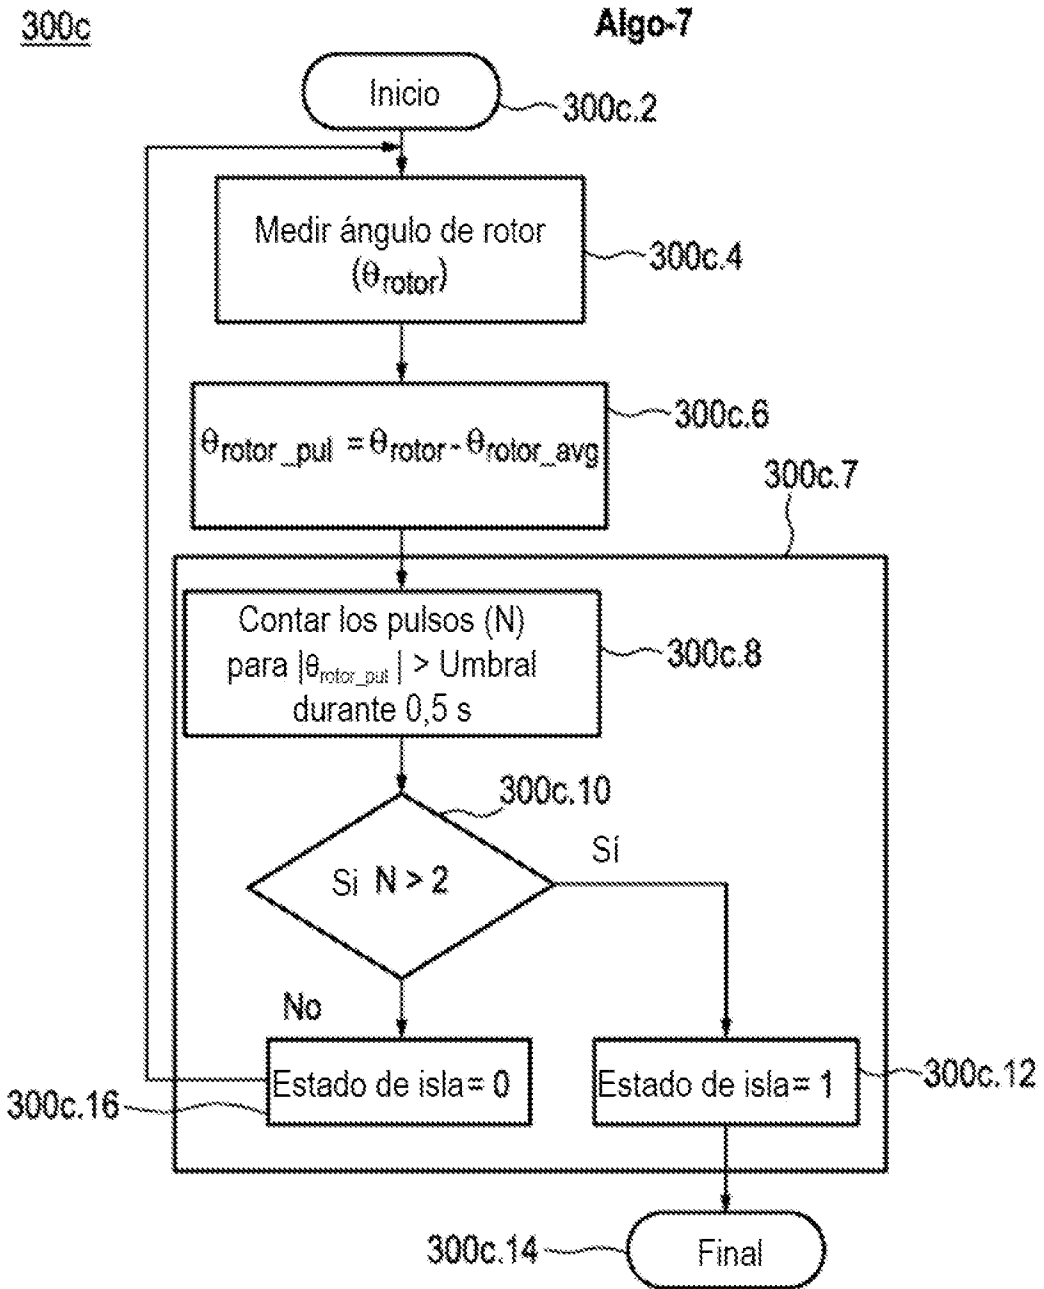 300c
Algo-7
Inicio
300c.2
Medir ángulo de rotor
(θrotor)
300c.4
θrotor_pul = θrotor - θrotor_avg
300c.6
300c.7
Contar los pulsos (N)
para |θrotor_pul| > Umbral
durante 0,5 s
300c.8
300c.10
Si N > 2
Sí
No
Estado de isla = 0
300c.16
Estado de isla = 1
300c.12
300c.14
Final